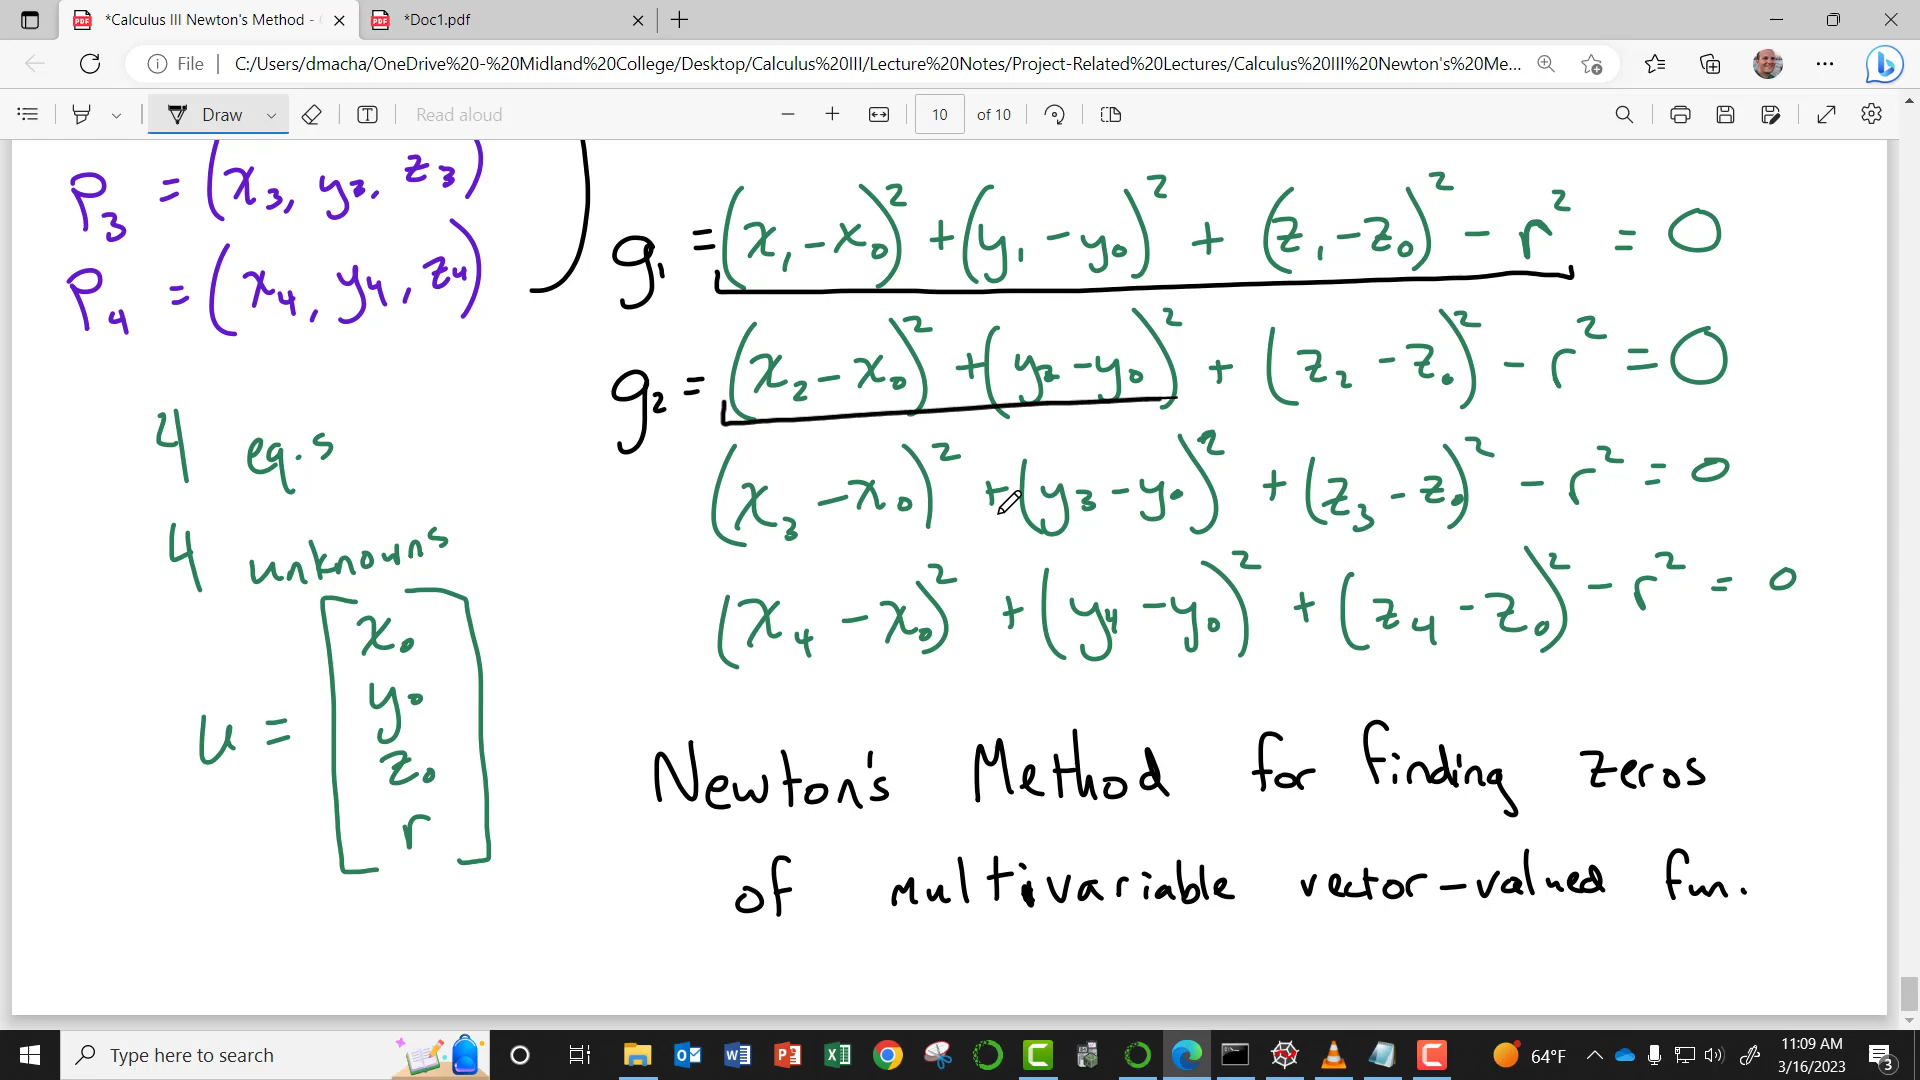 *Calculus III Newton's Method -
*Doc1.pdf
File
C:/Users/dmacha/OneDrive%20-%20Midland%20College/Desktop/Calculus%20III/Lecture%20Notes/Project-Related%20Lectures/Calculus%20III%20Newton's%20Me...
Draw
Read aloud
10 of 10
P₃ = (x₃, y₃, z₃)
P₄ = (x₄, y₄, z₄)
g₁ = (x₁ - x₀)² + (y₁ - y₀)² + (z₁ - z₀)² - r² = 0
g₂ = (x₂ - x₀)² + (y₂ - y₀)² + (z₂ - z₀)² - r² = 0
(x₃ - x₀)² + (y₃ - y₀)² + (z₃ - z₀)² - r² = 0
(x₄ - x₀)² + (y₄ - y₀)² + (z₄ - z₀)² - r² = 0
4 eq.s
4 unknowns
u = [x₀
y₀
z₀
r]
Newton's Method for finding zeros
of multivariable vector-valued fun.
Type here to search
64°F
11:09 AM
3/16/2023
3